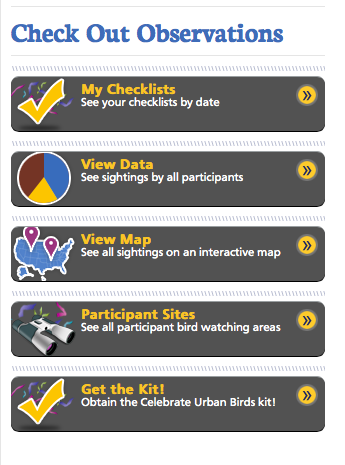 Check Out Observations
My Checklists
See your checklists by date
View Data
See sightings by all participants
View Map
See all sightings on an interactive map
Participant Sites
See all participant bird watching areas
Get the Kit!
Obtain the Celebrate Urban Birds kit!